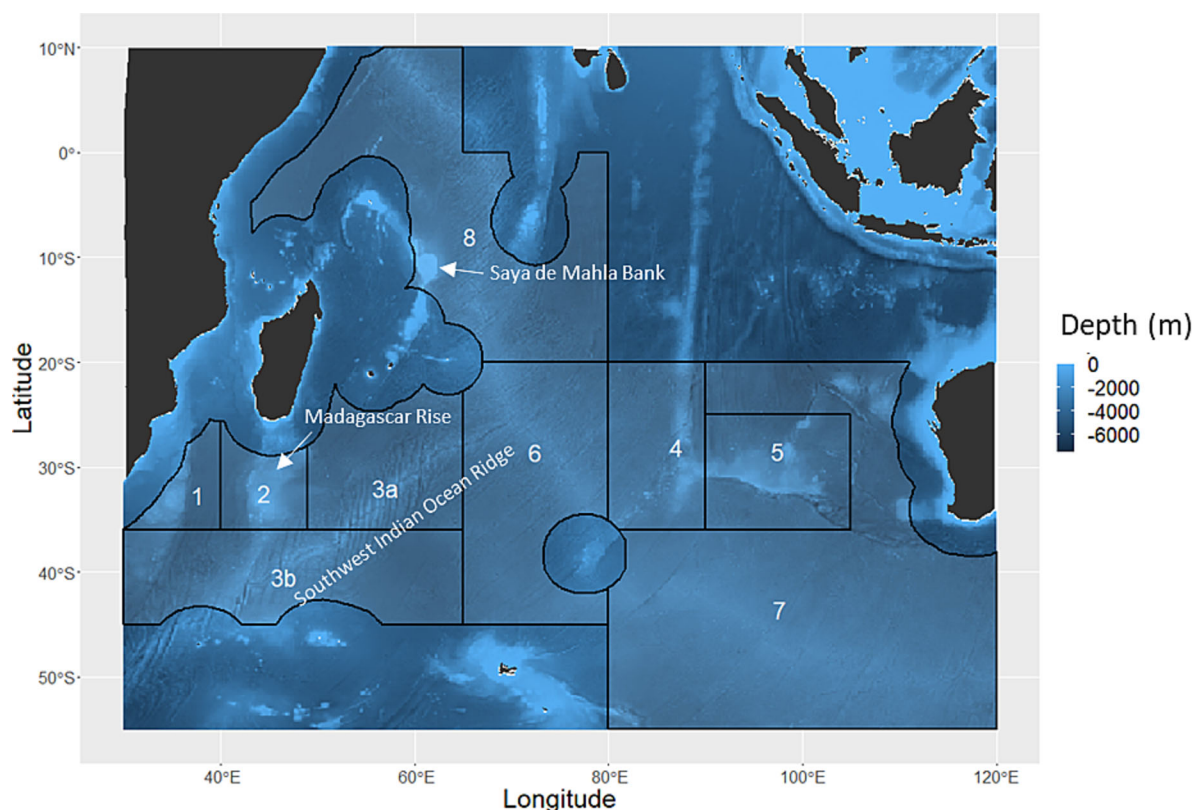 10°N
0°
10°S
20°S
30°S
40°S
50°S
Latitude
40°E
60°E
80°E
100°E
120°E
Longitude
8
Saya de Mahla Bank
Madagascar Rise
1
2
3a
6
4
5
Southwest Indian Ocean Ridge
3b
7
Depth (m)
0
-2000
-4000
-6000